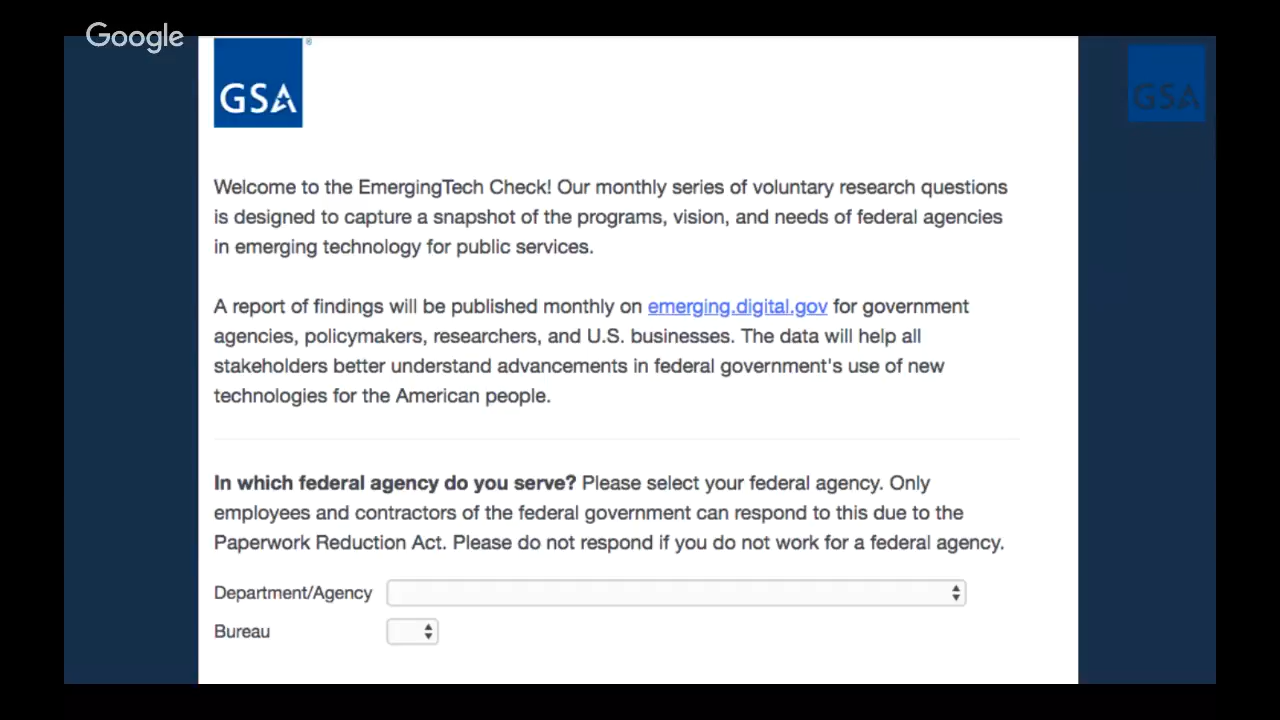 Google
GSA
®
GSA
Welcome to the EmergingTech Check! Our monthly series of voluntary research questions
is designed to capture a snapshot of the programs, vision, and needs of federal agencies
in emerging technology for public services.
A report of findings will be published monthly on emerging.digital.gov for government
agencies, policymakers, researchers, and U.S. businesses. The data will help all
stakeholders better understand advancements in federal government's use of new
technologies for the American people.
In which federal agency do you serve? Please select your federal agency. Only
employees and contractors of the federal government can respond to this due to the
Paperwork Reduction Act. Please do not respond if you do not work for a federal agency.
Department/Agency
Bureau